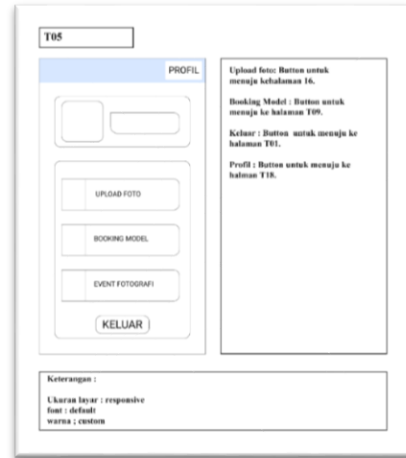 T05
PROFIL
UPLOAD FOTO
BOOKING MODEL
EVENT FOTOGRAFI
KELUAR
Upload foto: Button untuk
menuju kehalaman 16.
Booking Model : Button untuk
menuju ke halaman T09.
Keluar : Button untuk menuju ke
halaman T01.
Profil : Button untuk menuju ke
halman T18.
Keterangan :
Ukaran layar : responsive
font : default
warna ; custom